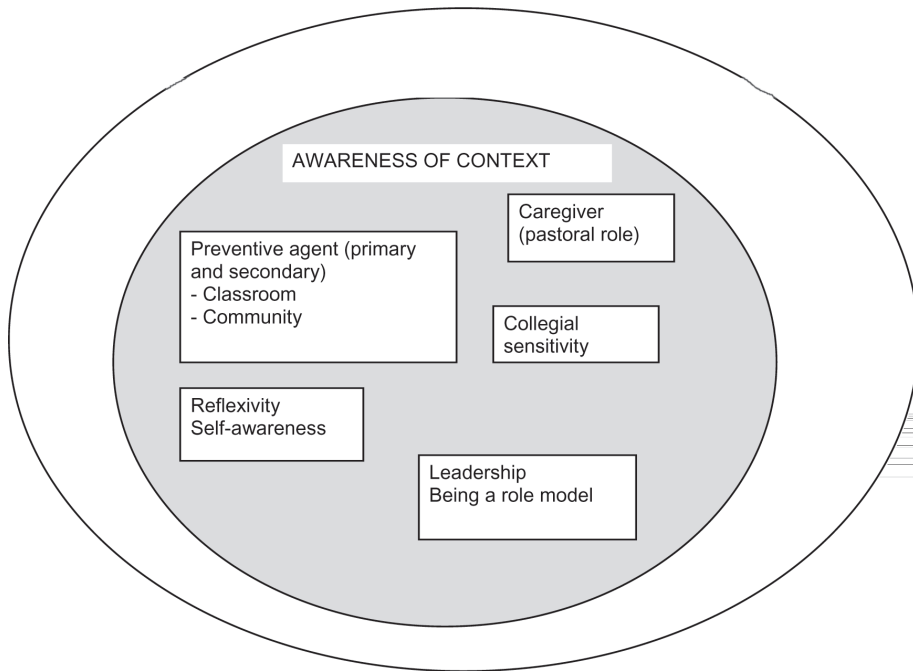 AWARENESS OF CONTEXT
Caregiver
(pastoral role)
Preventive agent (primary
and secondary)
- Classroom
- Community
Collegial
sensitivity
Reflexivity
Self-awareness
Leadership
Being a role model